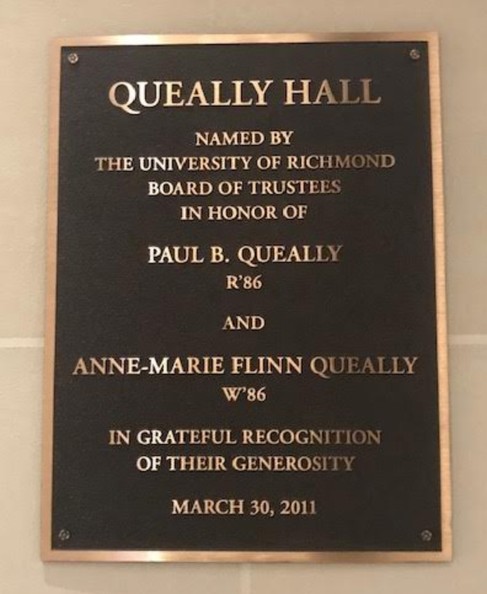 QUEALLY HALL
NAMED BY
THE UNIVERSITY OF RICHMOND
BOARD OF TRUSTEES
IN HONOR OF
PAUL B. QUEALLY
R'86
AND
ANNE-MARIE FLINN QUEALLY
W'86
IN GRATEFUL RECOGNITION
OF THEIR GENEROSITY
MARCH 30, 2011